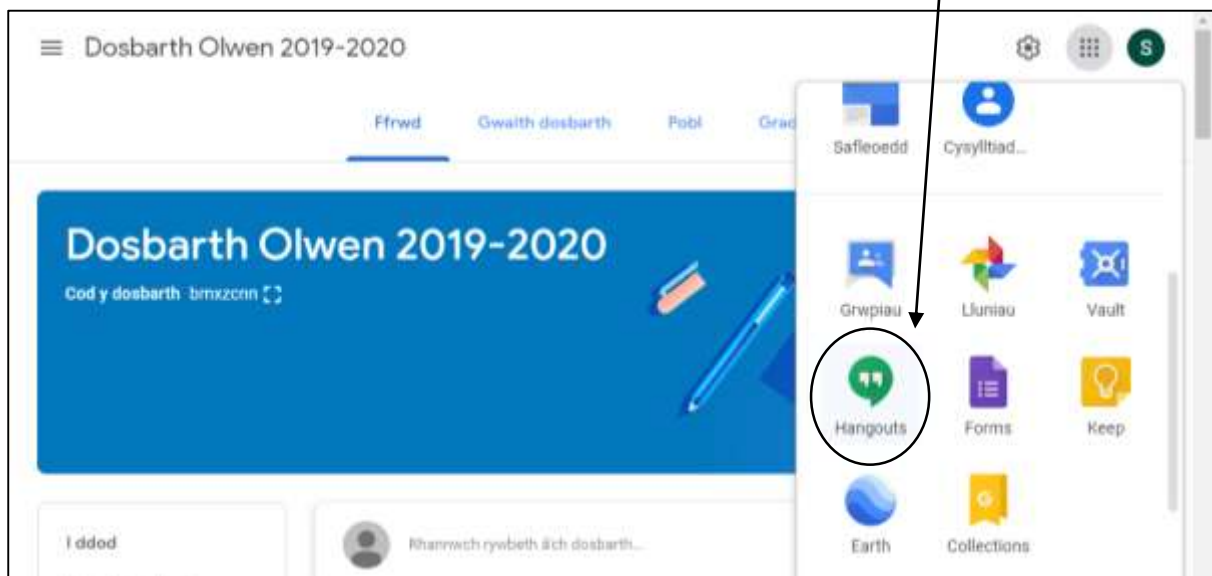 Dosbarth Olwen 2019-2020
S
Ffrwd Gwaith dosbarth Pobl Grad
Safleoedd Cysylltiad...
Dosbarth Olwen 2019-2020
Cod y dosbarth bmxzcnn
Grwpiau Lluniau Vault
Hangouts Forms Keep
Earth Collections
I ddod
Rhannwch rywbeth â'ch dosbarth...